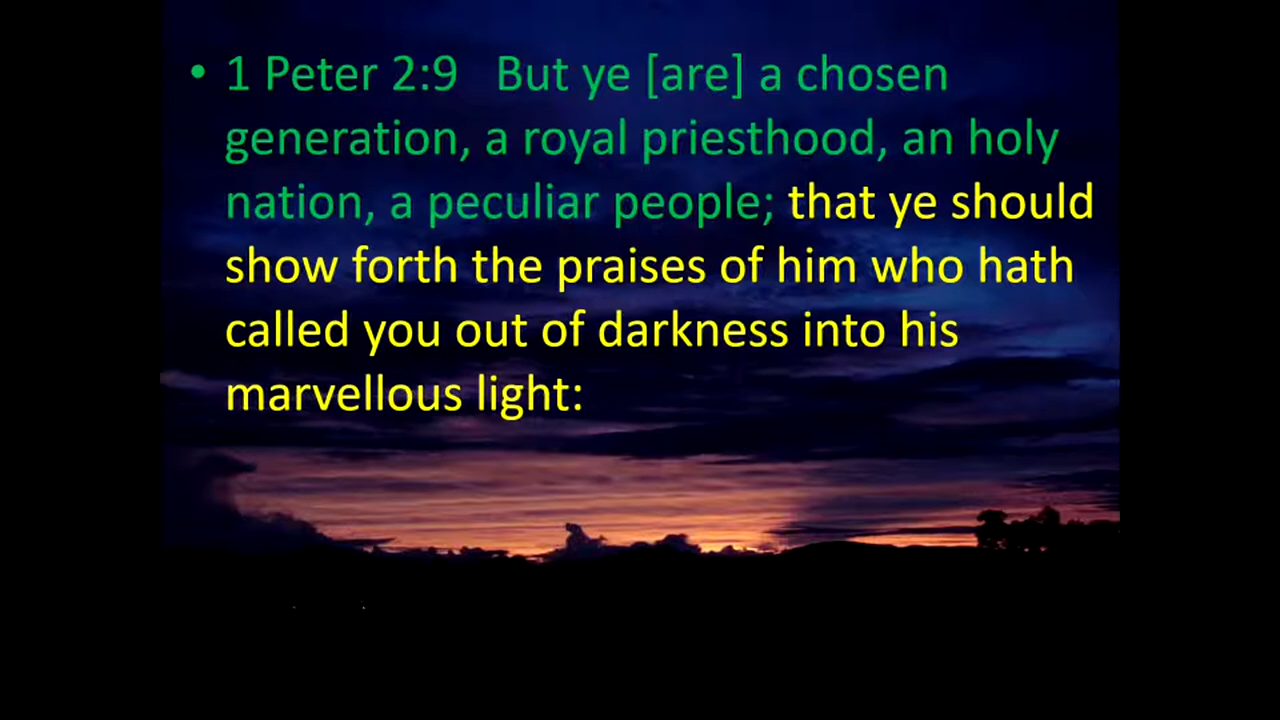 • 1 Peter 2:9   But ye [are] a chosen
generation, a royal priesthood, an holy
nation, a peculiar people; that ye should
show forth the praises of him who hath
called you out of darkness into his
marvellous light: